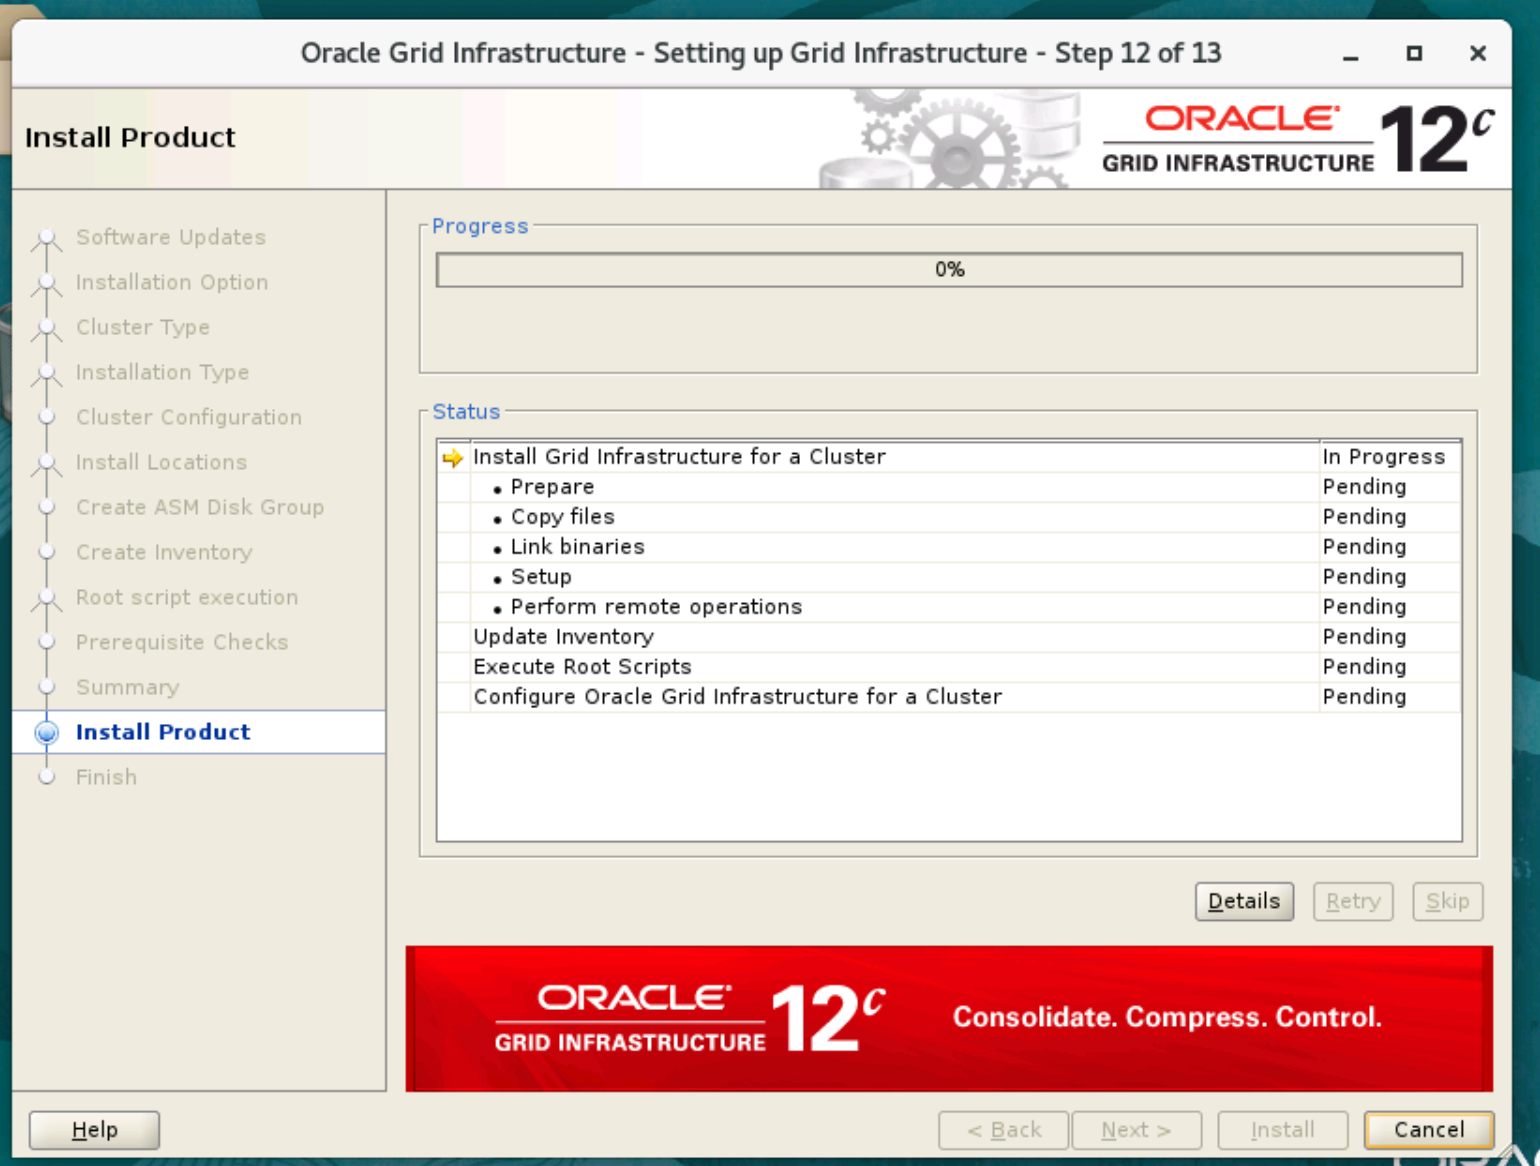 Oracle Grid Infrastructure - Setting up Grid Infrastructure - Step 12 of 13
Install Product
ORACLE
GRID INFRASTRUCTURE 12c
Software Updates
Installation Option
Cluster Type
Installation Type
Cluster Configuration
Install Locations
Create ASM Disk Group
Create Inventory
Root script execution
Prerequisite Checks
Summary
Install Product
Finish
Progress
0%
Status
Install Grid Infrastructure for a Cluster In Progress
• Prepare Pending
• Copy files Pending
• Link binaries Pending
• Setup Pending
• Perform remote operations Pending
Update Inventory Pending
Execute Root Scripts Pending
Configure Oracle Grid Infrastructure for a Cluster Pending
Details Retry Skip
ORACLE
GRID INFRASTRUCTURE 12c
Consolidate. Compress. Control.
Help < Back Next > Install Cancel